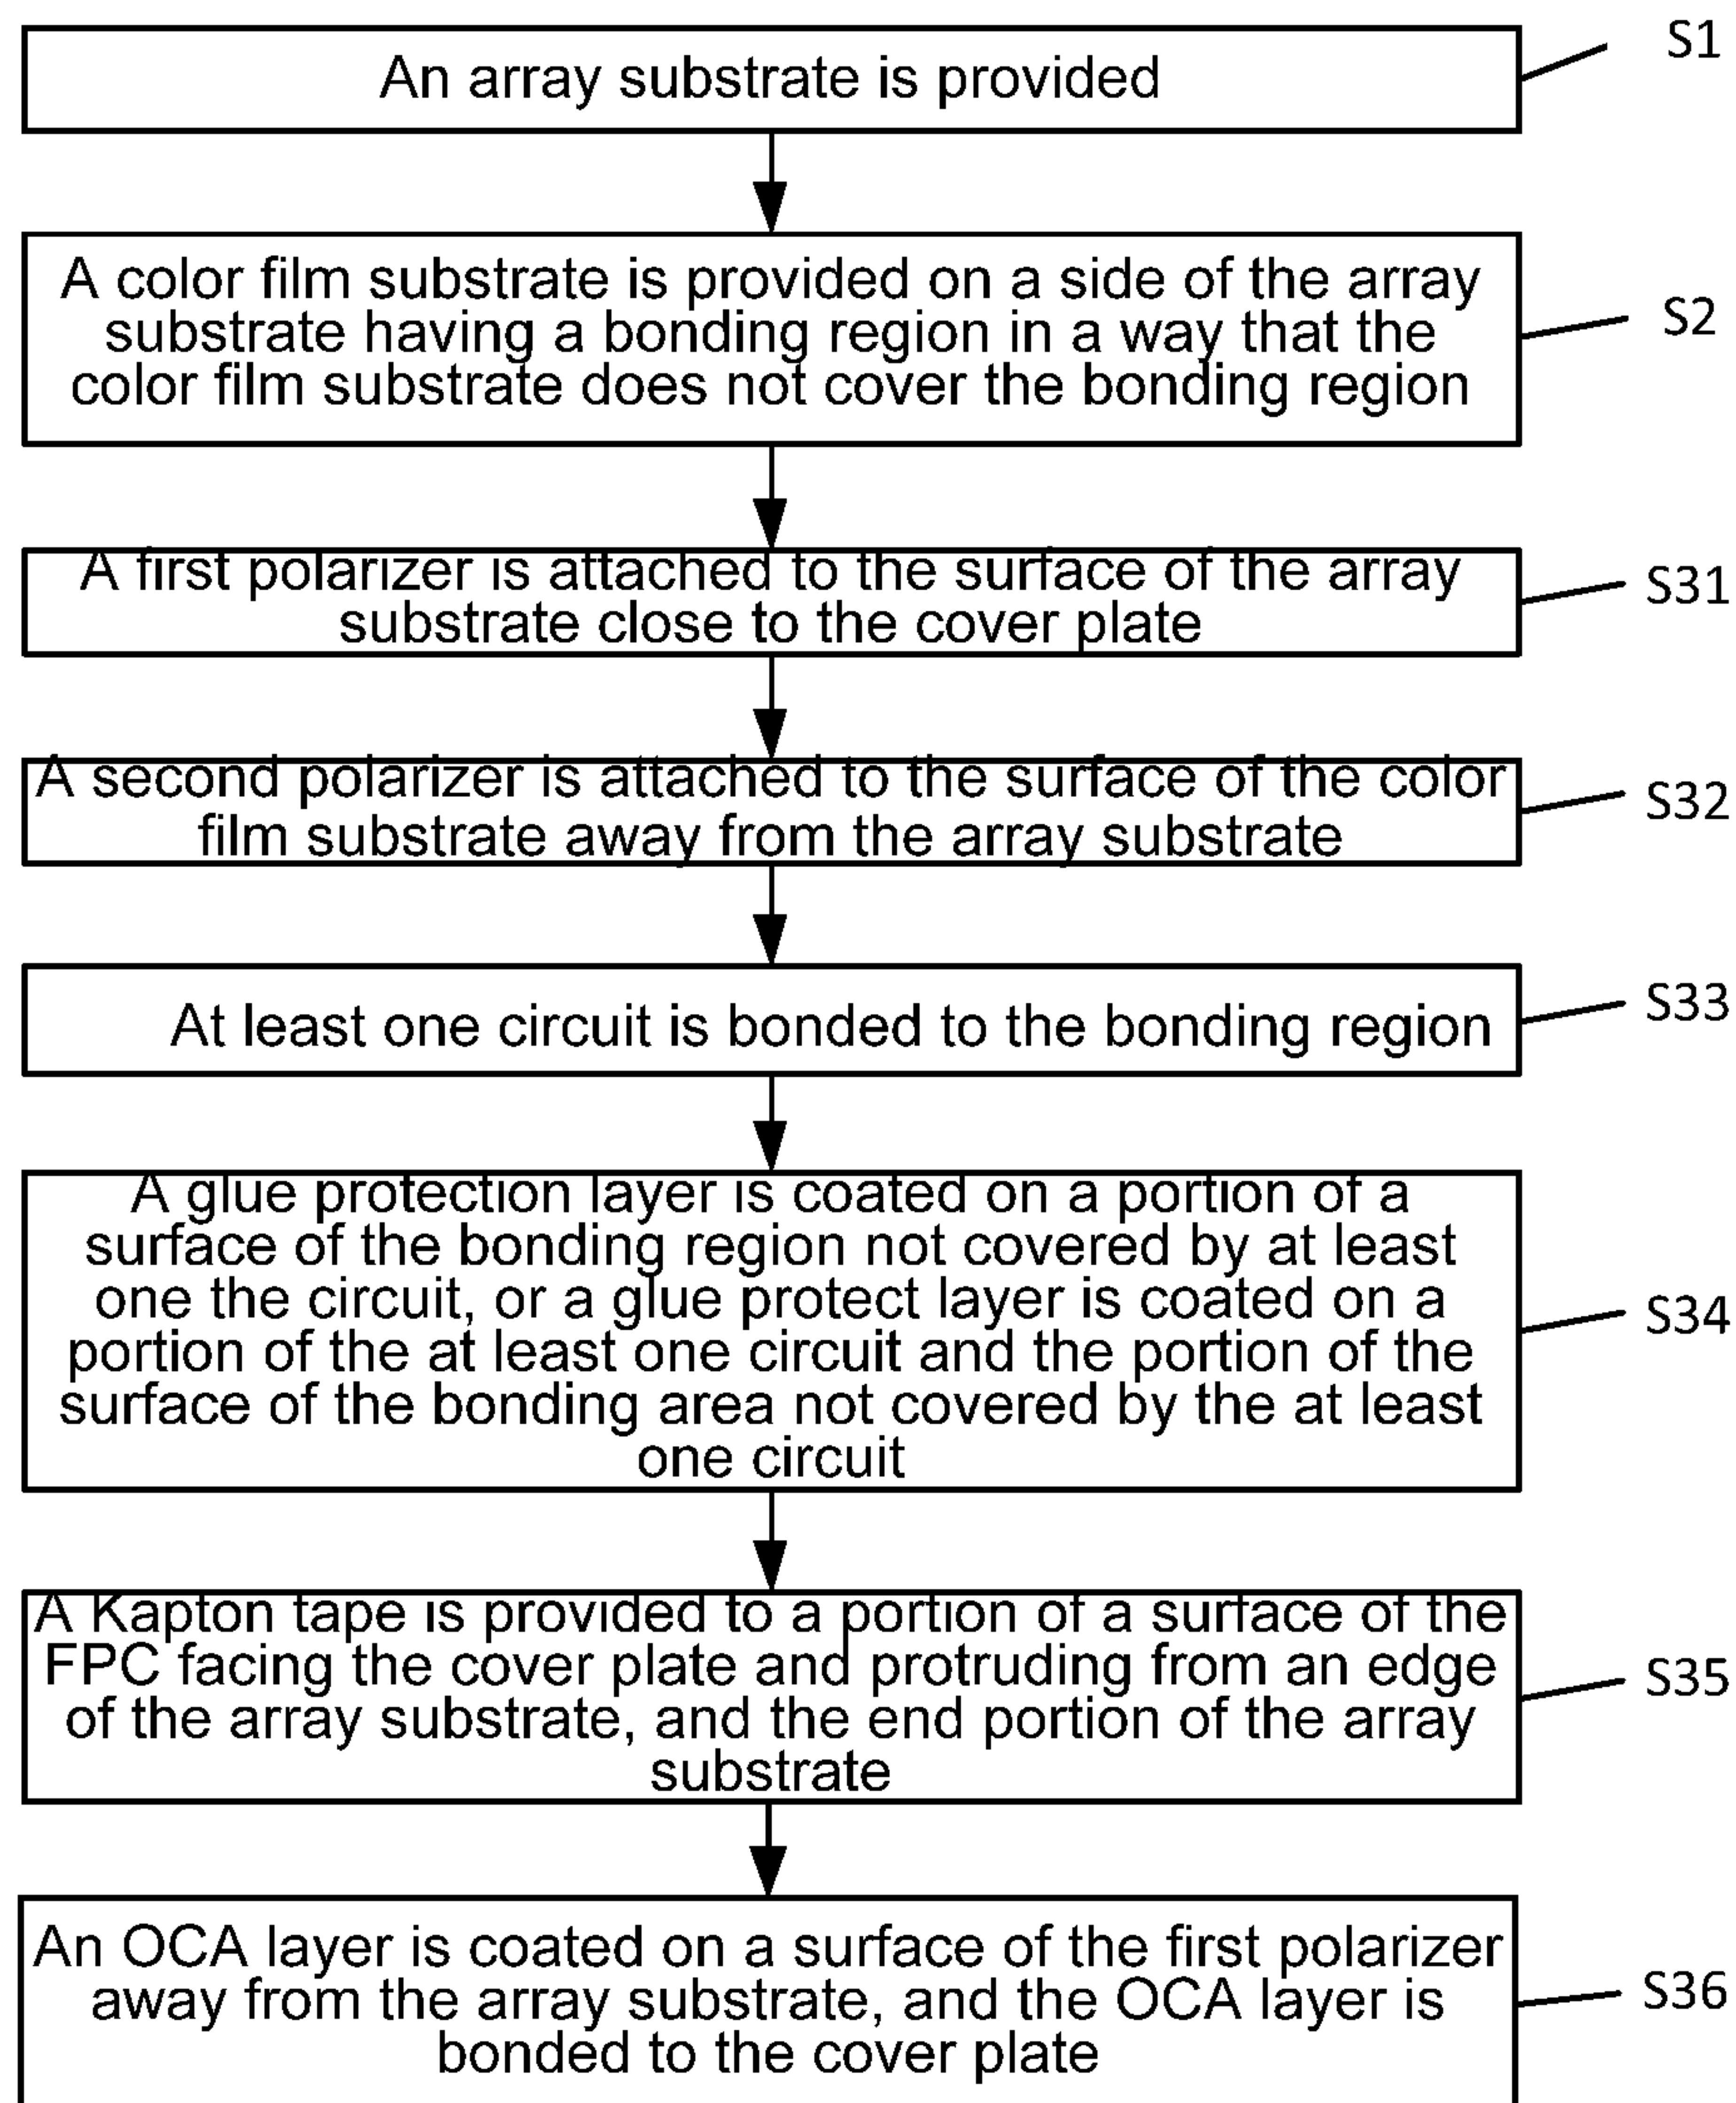 An array substrate is provided
S1
A color film substrate is provided on a side of the array
substrate having a bonding region in a way that the
color film substrate does not cover the bonding region
S2
A first polarizer is attached to the surface of the array
substrate close to the cover plate
S31
A second polarizer is attached to the surface of the color
film substrate away from the array substrate
S32
At least one circuit is bonded to the bonding region
S33
A glue protection layer is coated on a portion of a
surface of the bonding region not covered by at least
one the circuit, or a glue protect layer is coated on a
portion of the at least one circuit and the portion of the
surface of the bonding area not covered by the at least
one circuit
S34
A Kapton tape is provided to a portion of a surface of the
FPC facing the cover plate and protruding from an edge
of the array substrate, and the end portion of the array
substrate
S35
An OCA layer is coated on a surface of the first polarizer
away from the array substrate, and the OCA layer is
bonded to the cover plate
S36